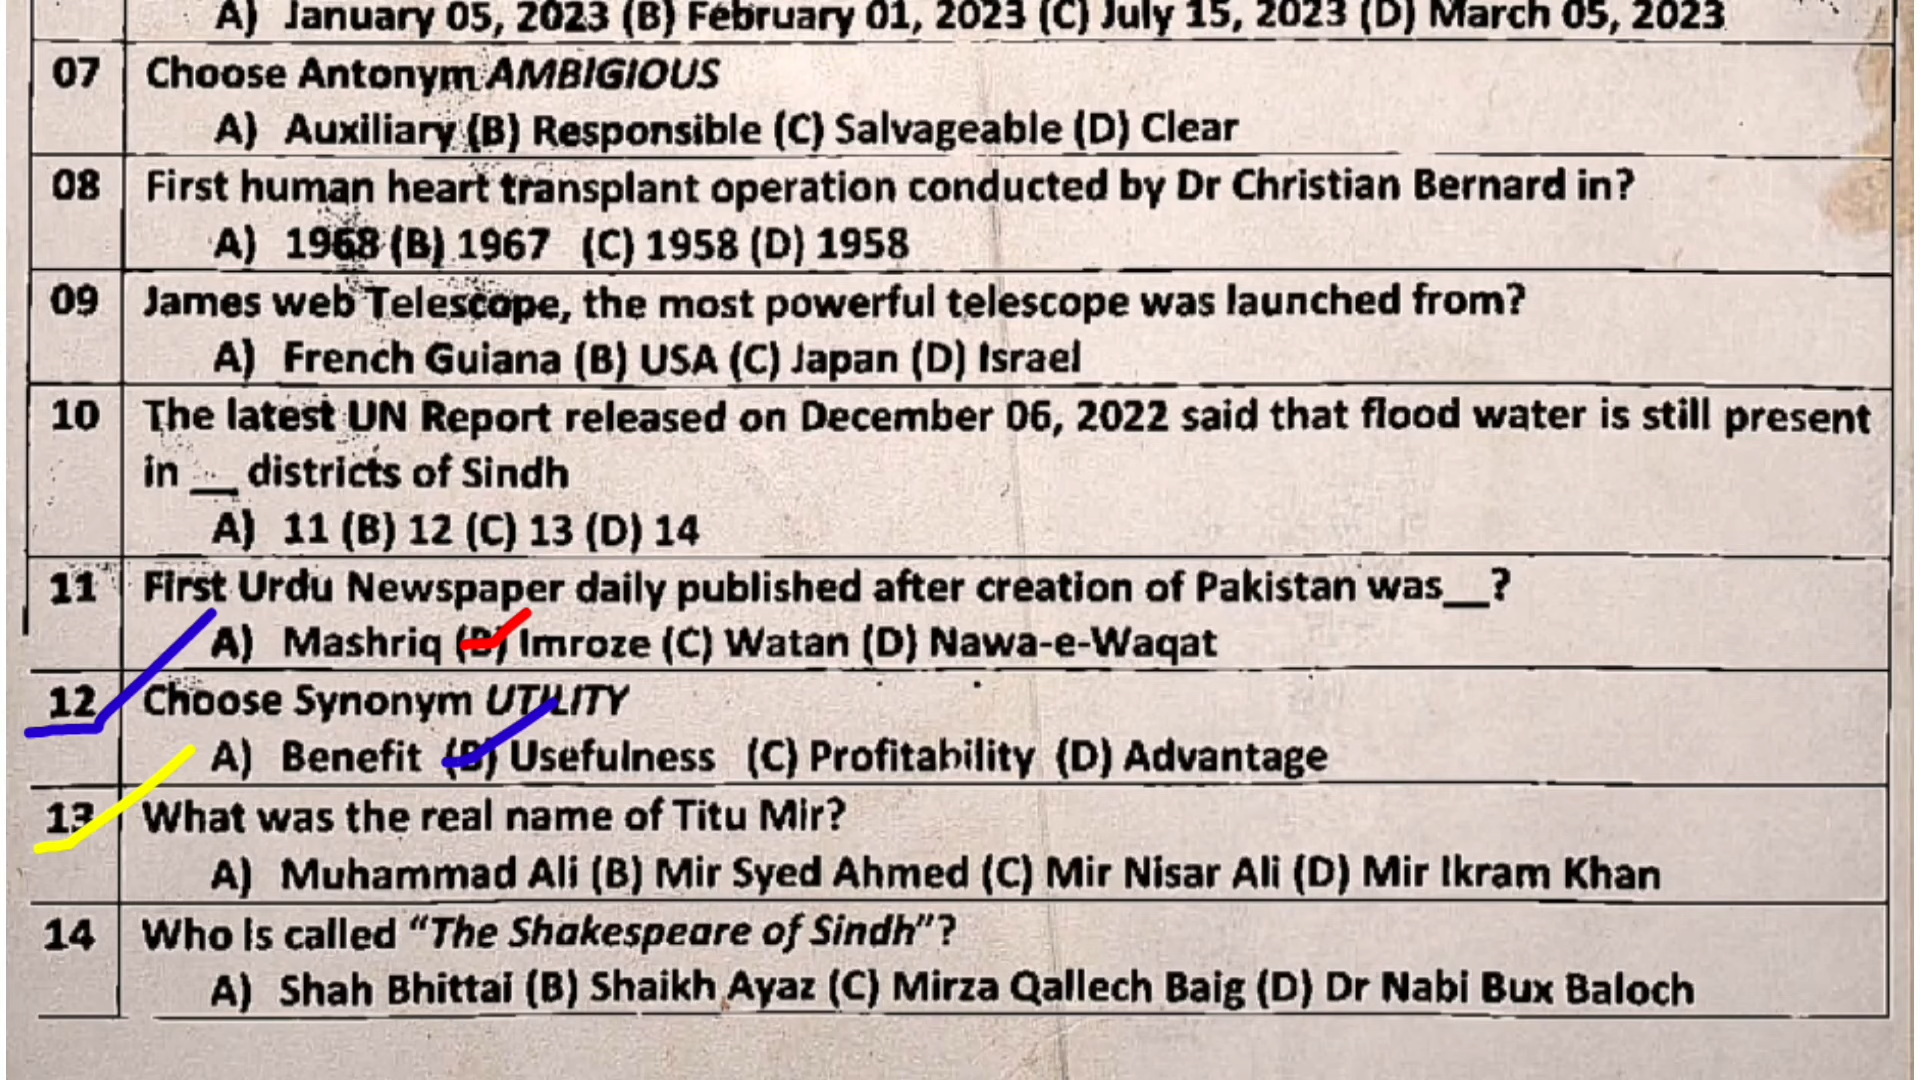 A) January 05, 2023 (B) February 01, 2023 (C) July 15, 2023 (D) March 05, 2023
07 Choose Antonym AMBIGIOUS
A) Auxiliary (B) Responsible (C) Salvageable (D) Clear
08 First human heart transplant operation conducted by Dr Christian Bernard in?
A) 1968 (B) 1967 (C) 1958 (D) 1958
09 James web Telescope, the most powerful telescope was launched from?
A) French Guiana (B) USA (C) Japan (D) Israel
10 The latest UN Report released on December 06, 2022 said that flood water is still present
in __ districts of Sindh
A) 11 (B) 12 (C) 13 (D) 14
11 First Urdu Newspaper daily published after creation of Pakistan was__?
A) Mashriq (B) Imroze (C) Watan (D) Nawa-e-Waqat
12 Choose Synonym UTILITY
A) Benefit (B) Usefulness (C) Profitability (D) Advantage
13 What was the real name of Titu Mir?
A) Muhammad Ali (B) Mir Syed Ahmed (C) Mir Nisar Ali (D) Mir Ikram Khan
14 Who is called “The Shakespeare of Sindh”?
A) Shah Bhittai (B) Shaikh Ayaz (C) Mirza Qallech Baig (D) Dr Nabi Bux Baloch